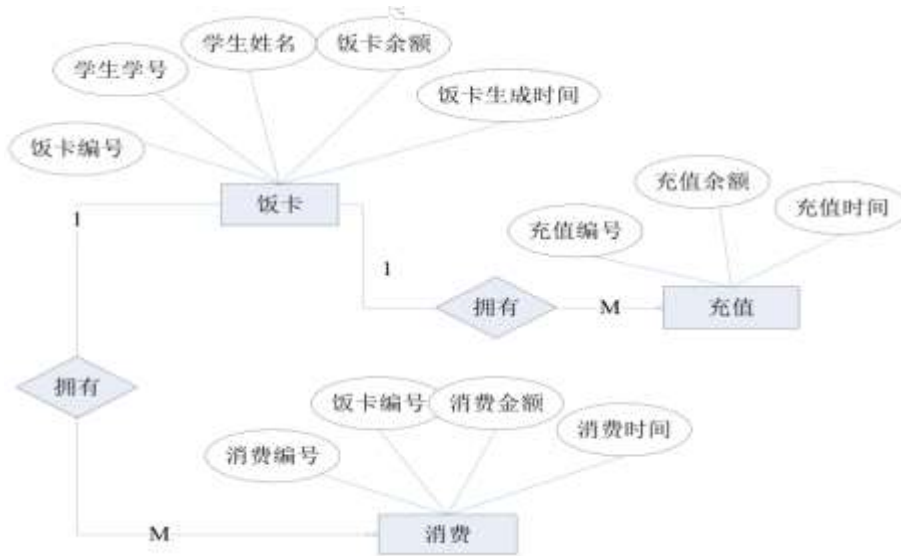 学生姓名
饭卡余额
学生学号
饭卡生成时间
饭卡编号
饭卡
充值余额
充值时间
充值编号
1
1
拥有
M
充值
拥有
饭卡编号
消费金额
消费时间
消费编号
M
消费